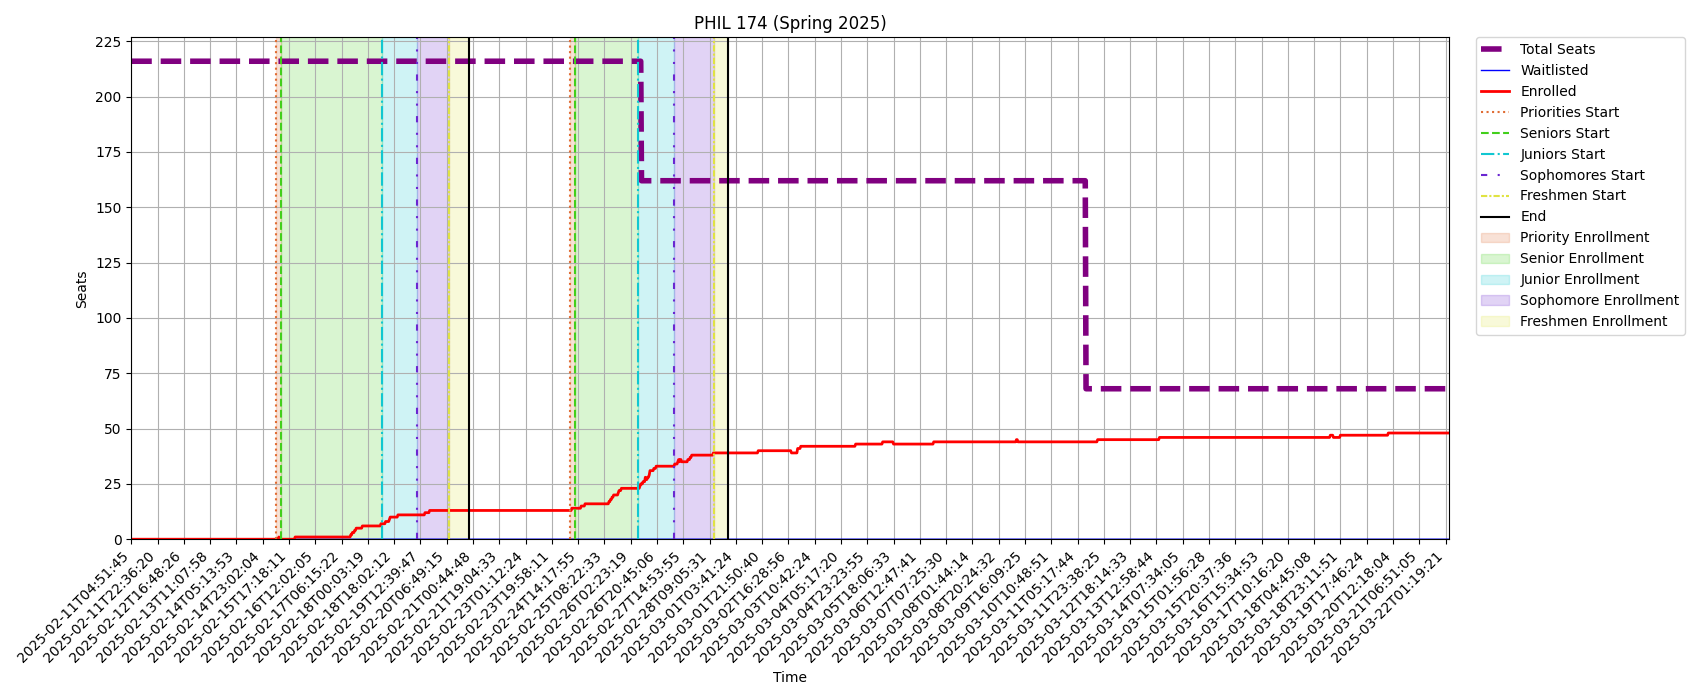 PHIL 174 (Spring 2025)
225
200
175
150
125
100
75
50
25
0
Seats
2025-02-11T04:51:45
2025-02-11T22:36:20
2025-02-12T16:48:26
2025-02-13T11:07:58
2025-02-14T05:13:53
2025-02-14T23:02:04
2025-02-15T17:18:11
2025-02-16T12:02:05
2025-02-17T06:15:22
2025-02-18T00:03:19
2025-02-18T18:02:12
2025-02-19T12:39:47
2025-02-20T06:49:15
2025-02-21T00:44:48
2025-02-21T19:04:33
2025-02-23T01:12:24
2025-02-23T19:58:11
2025-02-24T14:17:55
2025-02-25T08:22:33
2025-02-26T02:23:19
2025-02-26T20:45:06
2025-02-27T14:53:55
2025-02-28T09:05:31
2025-03-01T03:41:24
2025-03-01T21:50:40
2025-03-02T16:28:56
2025-03-03T10:42:24
2025-03-04T05:17:20
2025-03-04T23:23:55
2025-03-05T18:06:33
2025-03-06T12:47:41
2025-03-07T07:25:30
2025-03-08T01:44:14
2025-03-08T20:24:32
2025-03-09T16:09:25
2025-03-10T10:48:51
2025-03-11T05:17:44
2025-03-11T23:38:25
2025-03-12T18:14:33
2025-03-13T12:58:44
2025-03-14T07:34:05
2025-03-15T01:56:28
2025-03-15T20:37:36
2025-03-16T15:34:53
2025-03-17T10:16:20
2025-03-18T04:45:08
2025-03-18T23:11:51
2025-03-19T17:46:24
2025-03-20T12:18:04
2025-03-21T06:51:05
2025-03-22T01:19:21
Time
Total Seats
Waitlisted
Enrolled
Priorities Start
Seniors Start
Juniors Start
Sophomores Start
Freshmen Start
End
Priority Enrollment
Senior Enrollment
Junior Enrollment
Sophomore Enrollment
Freshmen Enrollment